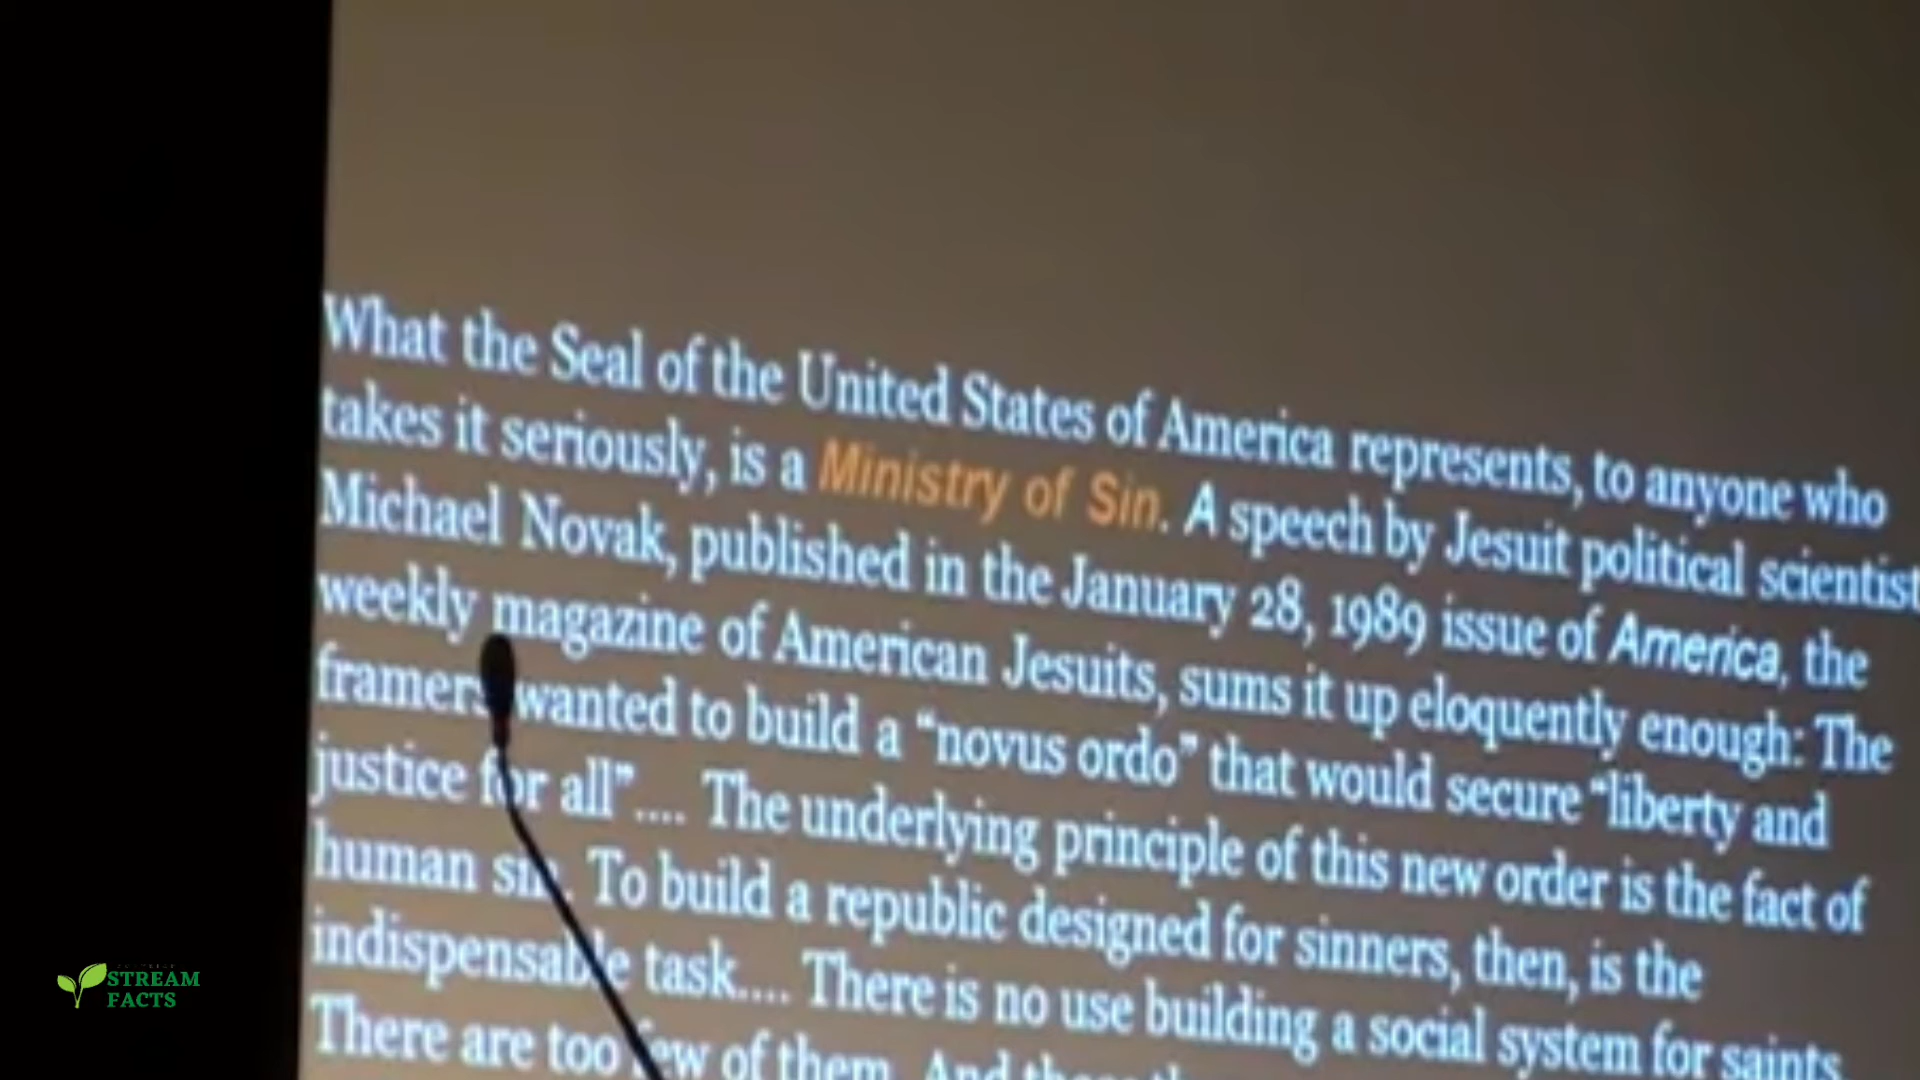 What the Seal of the United States of America represents, to anyone who
takes it seriously, is a Ministry of Sin. A speech by Jesuit political scientist
Michael Novak, published in the January 28, 1989 issue of America, the
weekly magazine of American Jesuits, sums it up eloquently enough: The
framers wanted to build a “novus ordo” that would secure “liberty and
justice for all”.... The underlying principle of this new order is the fact of
human sin. To build a republic designed for sinners, then, is the
indispensable task.... There is no use building a social system for saints.
There are too few of them. And
STREAM
FACTS